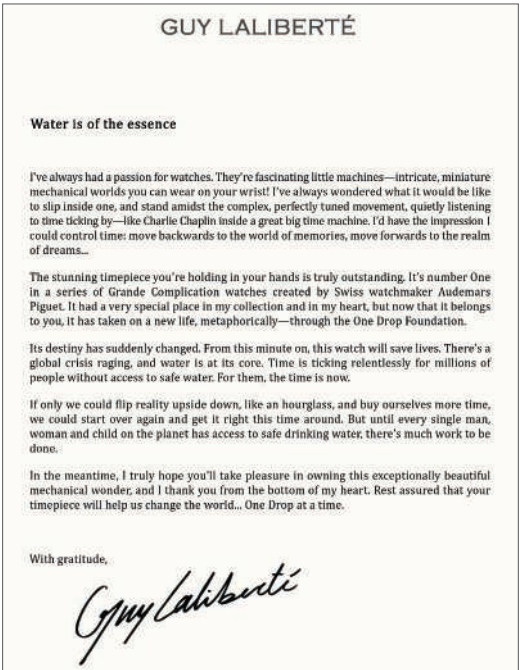 GUY LALIBERTÉ
Water is of the essence
I've always had a passion for watches. They're fascinating little machines—intricate, miniature
mechanical worlds you can wear on your wrist! I've always wondered what it would be like
to slip inside one, and stand amidst the complex, perfectly tuned movement, quietly listening
to time ticking by—like Charlie Chaplin inside a great big time machine. I'd have the impression I
could control time: move backwards to the world of memories, move forwards to the realm
of dreams...
The stunning timepiece you're holding in your hands is truly outstanding. It's number One
in a series of Grande Complication watches created by Swiss watchmaker Audemars
Piguet. It had a very special place in my collection and in my heart, but now that it belongs
to you, it has taken on a new life, metaphorically—through the One Drop Foundation.
Its destiny has suddenly changed. From this minute on, this watch will save lives. There's a
global crisis raging, and water is at its core. Time is ticking relentlessly for millions of
people without access to safe water. For them, the time is now.
If only we could flip reality upside down, like an hourglass, and buy ourselves more time,
we could start over again and get it right this time around. But until every single man,
woman and child on the planet has access to safe drinking water, there's much work to be
done.
In the meantime, I truly hope you'll take pleasure in owning this exceptionally beautiful
mechanical wonder, and I thank you from the bottom of my heart. Rest assured that your
timepiece will help us change the world... One Drop at a time.
With gratitude,
Guy Laliberté